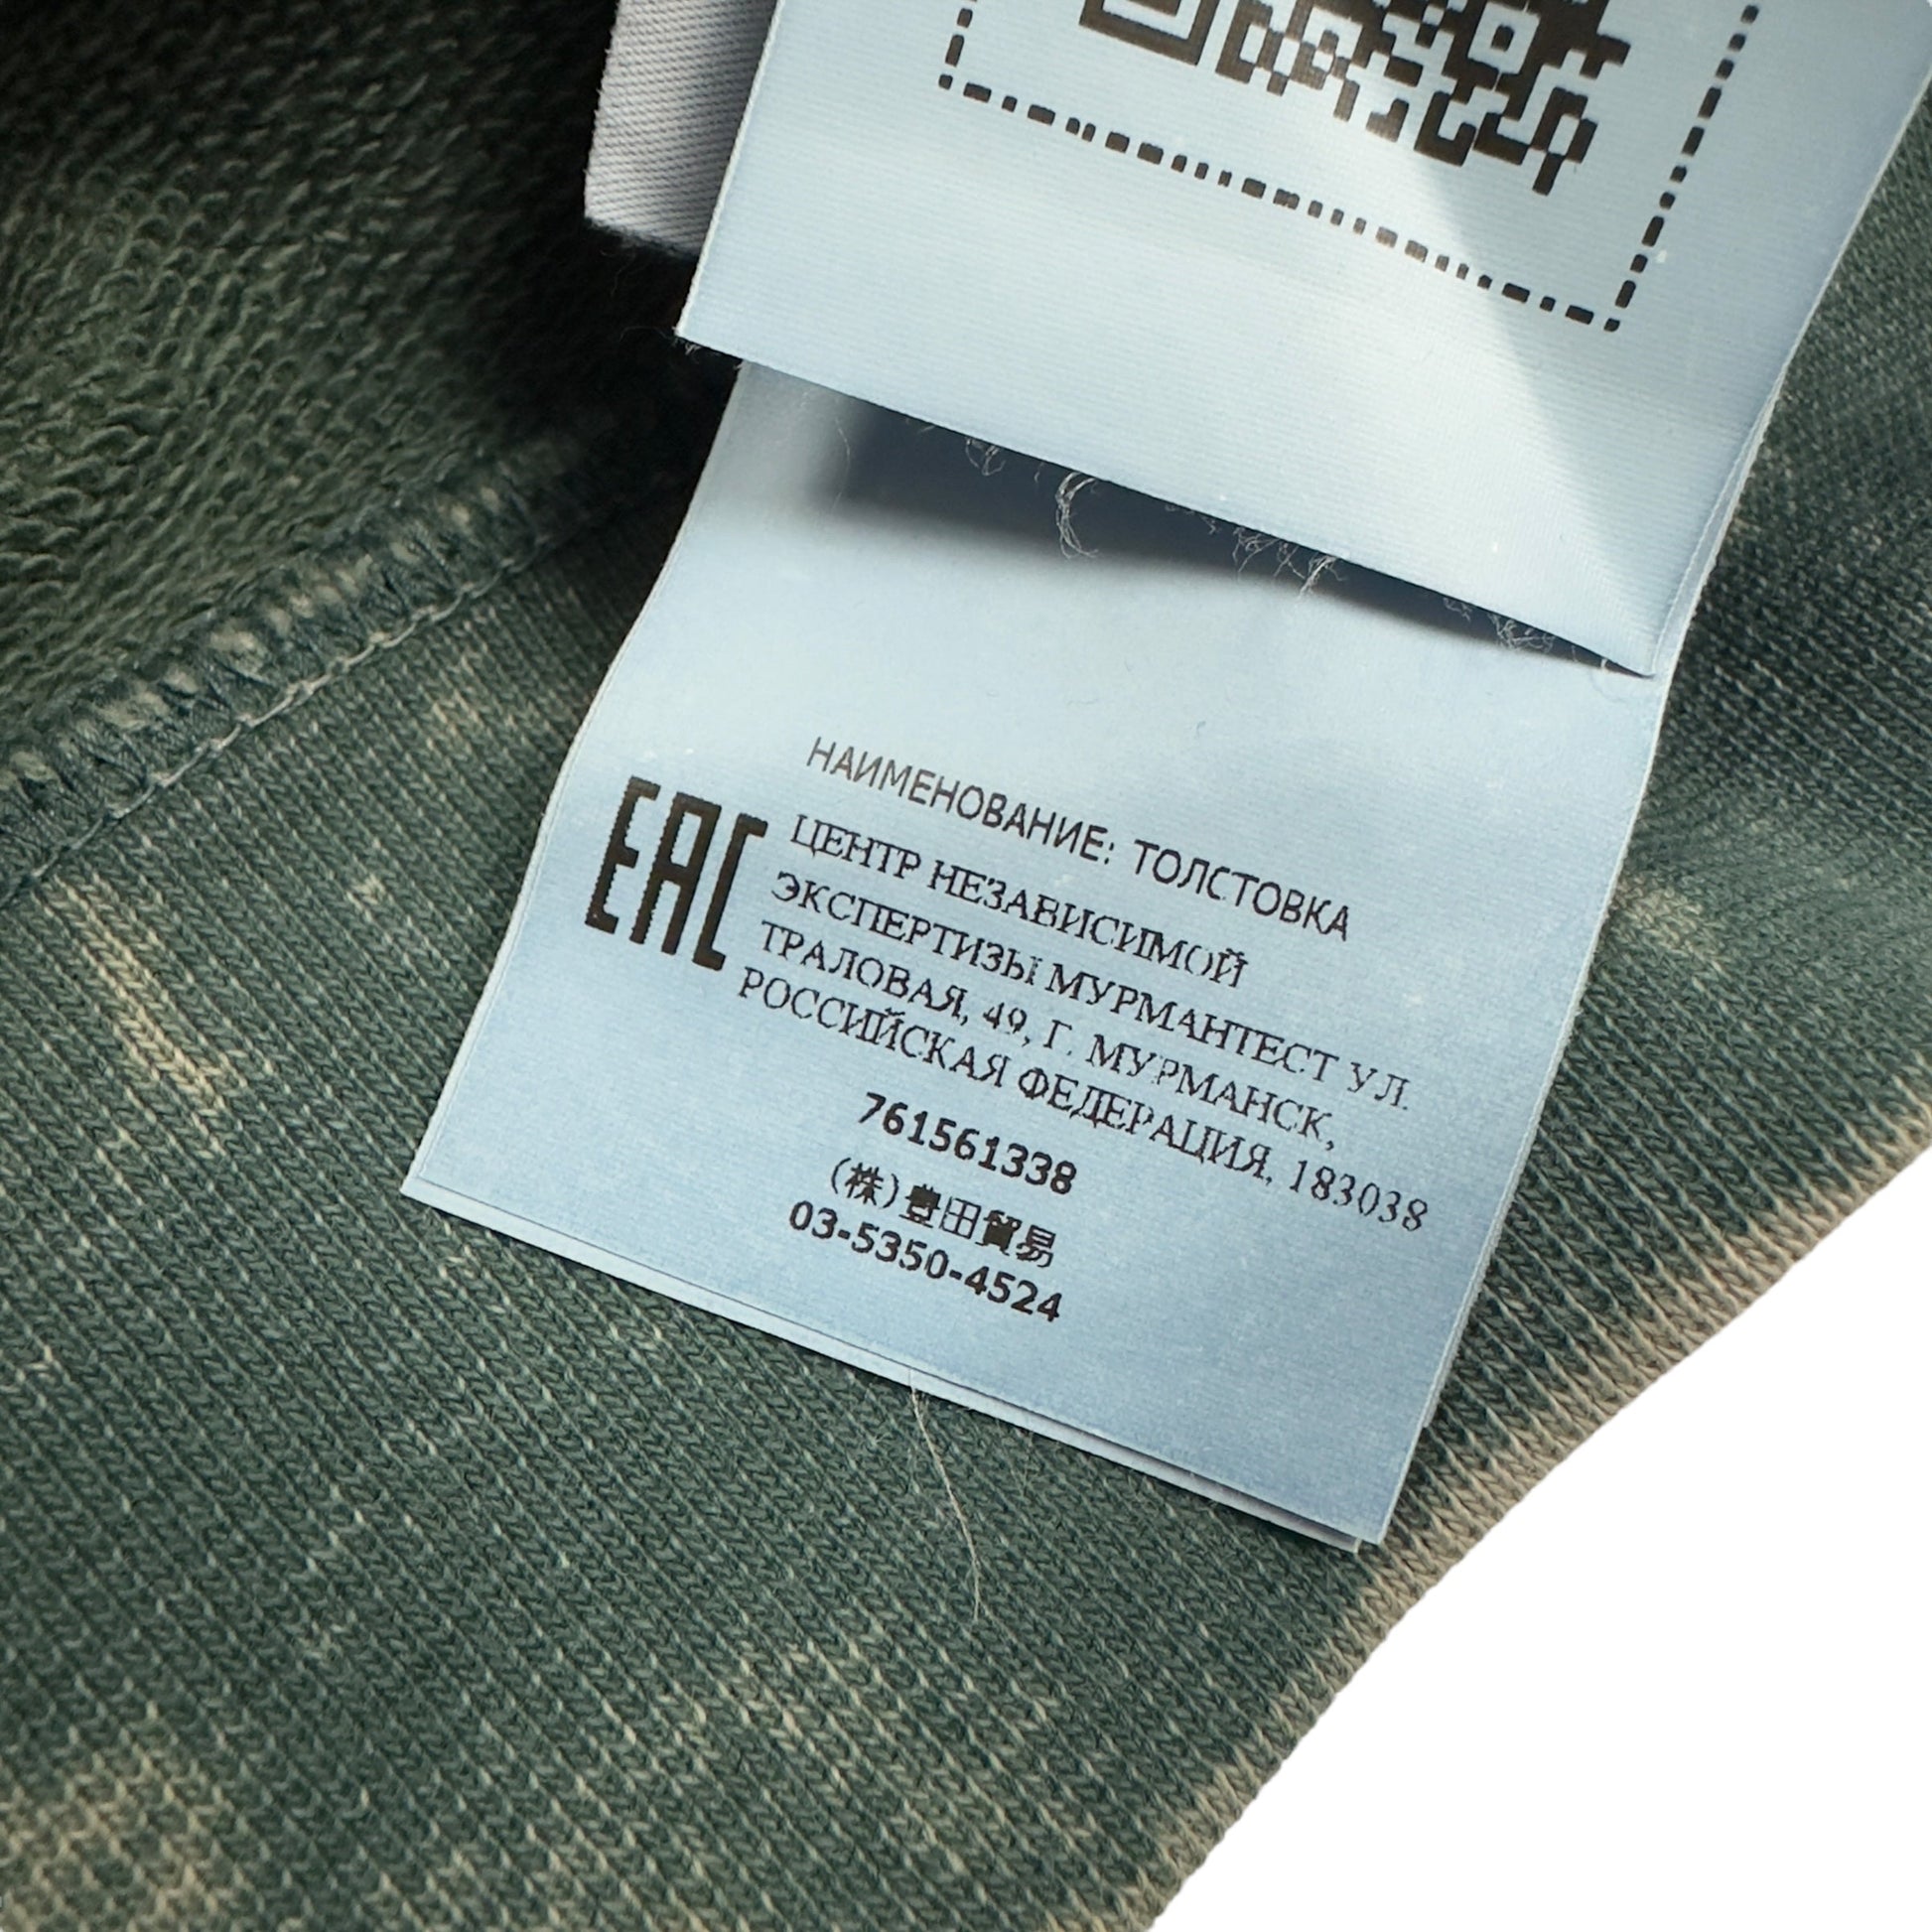 EAC
НАИМЕНОВАНИЕ: ТОЛСТОВКА
ЦЕНТР НЕЗАВИСИМОЙ
ЭКСПЕРТИЗЫ МУРМАНТЕСТ УЛ.
ТРАЛОВАЯ, 49, Г. МУРМАНСК,
РОССИЙСКАЯ ФЕДЕРАЦИЯ, 183038
761561338
(株)豊田貿易
03-5350-4524